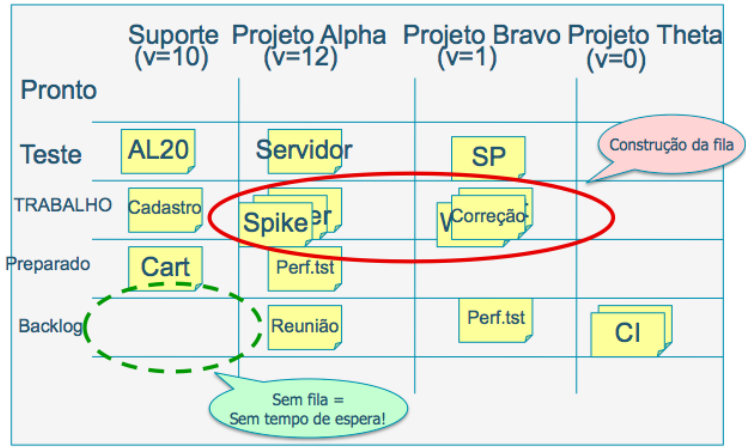 Suporte Projeto Alpha Projeto Bravo Projeto Theta
(v=10) (v=12) (v=1) (v=0)
Pronto
Teste AL20 Servidor SP
Construção da fila
TRABALHO Cadastro Spike er Correção
Preparado Cart Perf.tst
Backlog Reunião Perf.tst CI
Sem fila =
Sem tempo de espera!